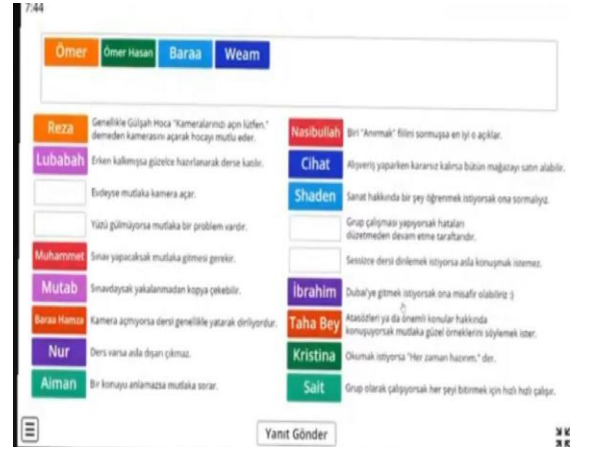 7:44
Ömer
Ömer Hasan
Baraa
Weam
Reza
Genellikle Gülşah Hoca "Kameralarınızı açın lütfen."
demeden kamerasını açarak hocayı mutlu eder.
Lubabah
Erken kalkmışsa güzelce hazırlanarak derse katılır.
Evdeyse mutlaka kamera açar.
Yüzü gülmüyorsa mutlaka bir problem vardır.
Muhammet
Sınav yapacaksak mutlaka gitmesi gerekir.
Mutab
Sınavdaysak yakalanmadan kopya çekebilir.
Baraa Hamza
Kamera açmıyorsa dersi genellikle yatarak dinliyordur.
Nur
Ders varsa asla dışarı çıkmaz.
Aiman
Bir konuyu anlamazsa mutlaka sorar.
Nasibullah
Biri "Anırmak" fiilini sormuşsa en iyi o açıklar.
Cihat
Alışveriş yaparken kararsız kalırsa bütün mağazayı satın alabilir.
Shaden
Sanat hakkında bir şey öğrenmek istiyorsak ona sormalıyız.
Grup çalışması yapıyorsak hataları
düzetmeden devam etme taraftarıdır.
Sessizce dersi dinlemek istiyorsa asla konuşmak istemez.
İbrahim
Dubai'ye gitmek istiyorsak ona misafir olabiliriz :)
Taha Bey
Atasözleri ya da önemli konular hakkında
konuşuyorsak mutlaka güzel örneklerini söylemek ister.
Kristina
Okumak istiyorsa "Her zaman hazırım." der.
Sait
Grup olarak çalışıyorsak her şeyi bitirmek için hızlı hızlı çalışır.
Yanıt Gönder